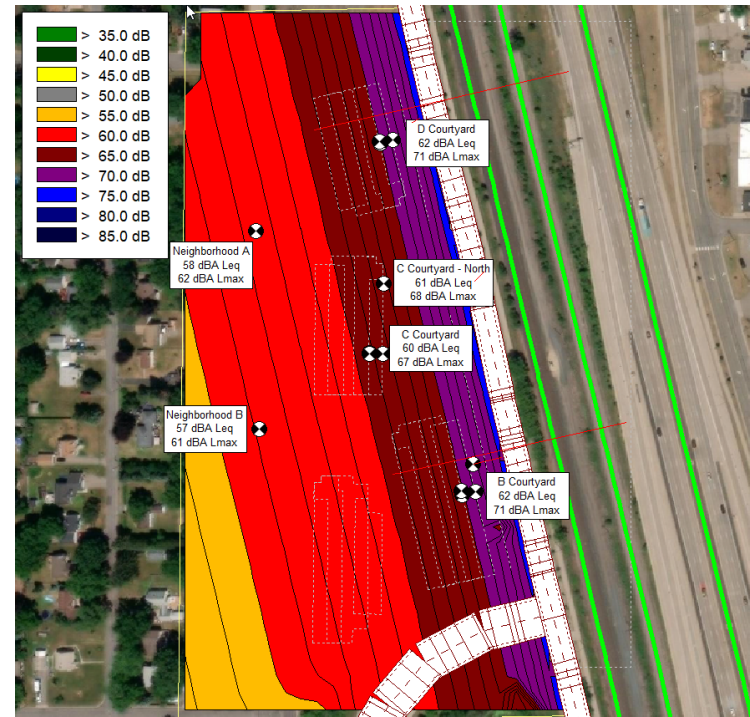 > 35.0 dB
> 40.0 dB
> 45.0 dB
> 50.0 dB
> 55.0 dB
> 60.0 dB
> 65.0 dB
> 70.0 dB
> 75.0 dB
> 80.0 dB
> 85.0 dB
D Courtyard
62 dBA Leq
71 dBA Lmax
Neighborhood A
58 dBA Leq
62 dBA Lmax
C Courtyard - North
61 dBA Leq
68 dBA Lmax
C Courtyard
60 dBA Leq
67 dBA Lmax
Neighborhood B
57 dBA Leq
61 dBA Lmax
B Courtyard
62 dBA Leq
71 dBA Lmax